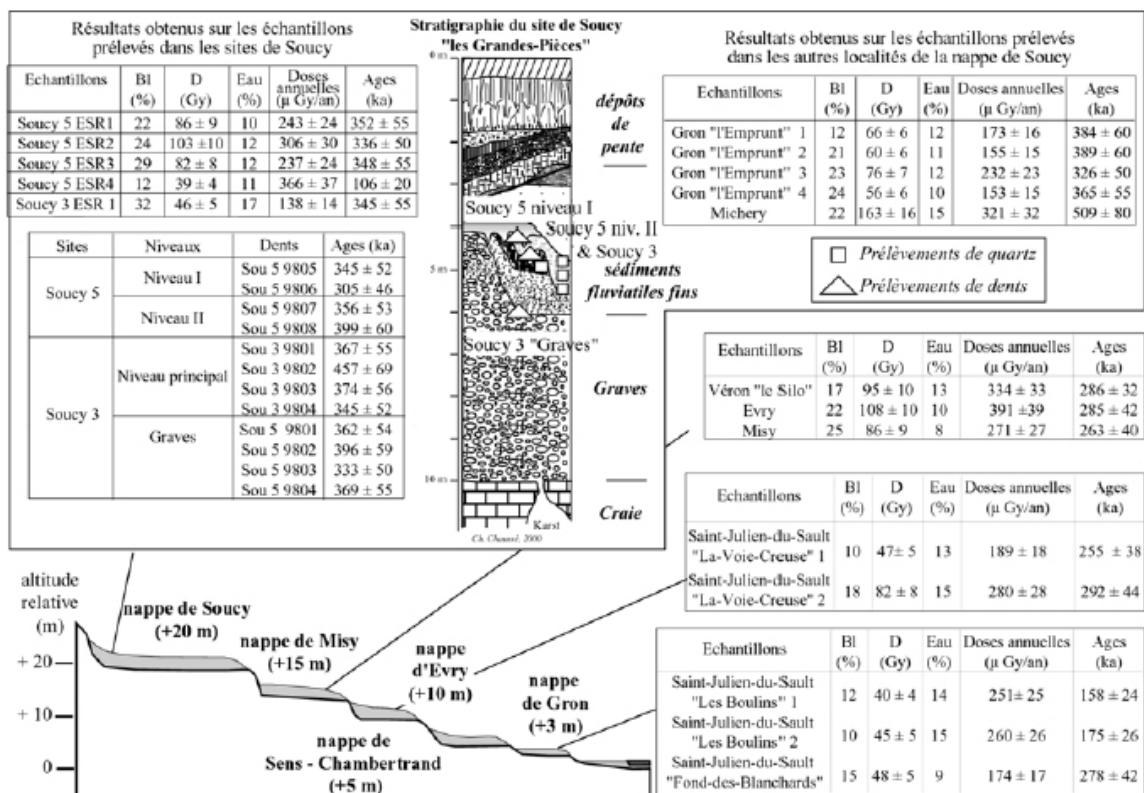 Résultats obtenus sur les échantillons
prélevés dans les sites de Soucy
Echantillons Bl (%) D (Gy) Eau (%) Doses annuelles (µ Gy/an) Ages (ka)
Soucy 5 ESR1 22 86 ± 9 10 243 ± 24 352 ± 55
Soucy 5 ESR2 24 103 ±10 12 306 ± 30 336 ± 50
Soucy 5 ESR3 29 82 ± 8 12 237 ± 24 348 ± 55
Soucy 5 ESR4 12 39 ± 4 11 366 ± 37 106 ± 20
Soucy 3 ESR 1 32 46 ± 5 17 138 ± 14 345 ± 55
Sites Niveaux Dents Ages (ka)
Soucy 5
Niveau I
Sou 5 9805 345 ± 52
Sou 5 9806 305 ± 46
Niveau II
Sou 5 9807 356 ± 53
Sou 5 9808 399 ± 60
Soucy 3
Niveau principal
Sou 3 9801 367 ± 55
Sou 3 9802 457 ± 69
Sou 3 9803 374 ± 56
Sou 3 9804 345 ± 52
Graves
Sou 5 9801 362 ± 54
Sou 5 9802 396 ± 59
Sou 5 9803 333 ± 50
Sou 5 9804 369 ± 55
Stratigraphie du site de Soucy
"les Grandes-Pièces"
0 m
dépôts
de
pente
Soucy 5 niveau I
Soucy 5 niv. II
& Soucy 3
5 m
sédiments
fluviatiles fins
Soucy 3 "Graves"
Graves
10 m
Craie
Karst
Ch. Chaussé, 2000
Résultats obtenus sur les échantillons prélevés
dans les autres localités de la nappe de Soucy
Echantillons Bl (%) D (Gy) Eau (%) Doses annuelles (µ Gy/an) Ages (ka)
Gron "l'Emprunt" 1 12 66 ± 6 12 173 ± 16 384 ± 60
Gron "l'Emprunt" 2 21 60 ± 6 11 155 ± 15 389 ± 60
Gron "l'Emprunt" 3 23 76 ± 7 12 232 ± 23 326 ± 50
Gron "l'Emprunt" 4 24 56 ± 6 10 153 ± 15 365 ± 55
Michery 22 163 ± 16 15 321 ± 32 509 ± 80
Prélèvements de quartz
Prélèvements de dents
Echantillons Bl (%) D (Gy) Eau (%) Doses annuelles (µ Gy/an) Ages (ka)
Véron "le Silo" 17 95 ± 10 13 334 ± 33 286 ± 32
Evry 22 108 ± 10 10 391 ±39 285 ± 42
Misy 25 86 ± 9 8 271 ± 27 263 ± 40
Echantillons Bl (%) D (Gy) Eau (%) Doses annuelles (µ Gy/an) Ages (ka)
Saint-Julien-du-Sault
"La-Voie-Creuse" 1 10 47± 5 13 189 ± 18 255 ± 38
Saint-Julien-du-Sault
"La-Voie-Creuse" 2 18 82 ± 8 15 280 ± 28 292 ± 44
Echantillons Bl (%) D (Gy) Eau (%) Doses annuelles (µ Gy/an) Ages (ka)
Saint-Julien-du-Sault
"Les Boulins" 1 12 40 ± 4 14 251± 25 158 ± 24
Saint-Julien-du-Sault
"Les Boulins" 2 10 45 ± 5 15 260 ± 26 175 ± 26
Saint-Julien-du-Sault
"Fond-des-Blanchards" 15 48 ± 5 9 174 ± 17 278 ± 42
altitude
relative
(m)
+ 20
+ 10
0
nappe de Soucy
(+20 m)
nappe de Misy
(+15 m)
nappe
d'Evry
(+10 m)
nappe
de Gron
(+3 m)
nappe de
Sens - Chambertrand
(+5 m)